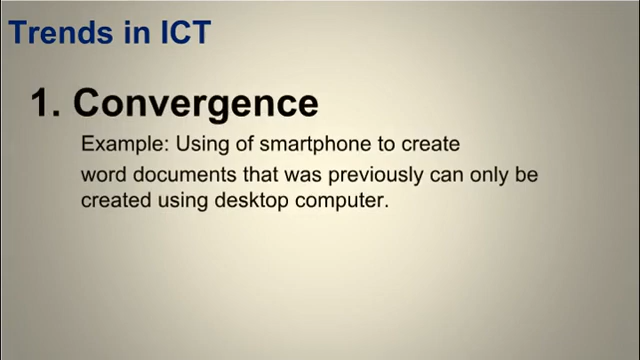 Trends in ICT
1. Convergence
Example: Using of smartphone to create
word documents that was previously can only be
created using desktop computer.